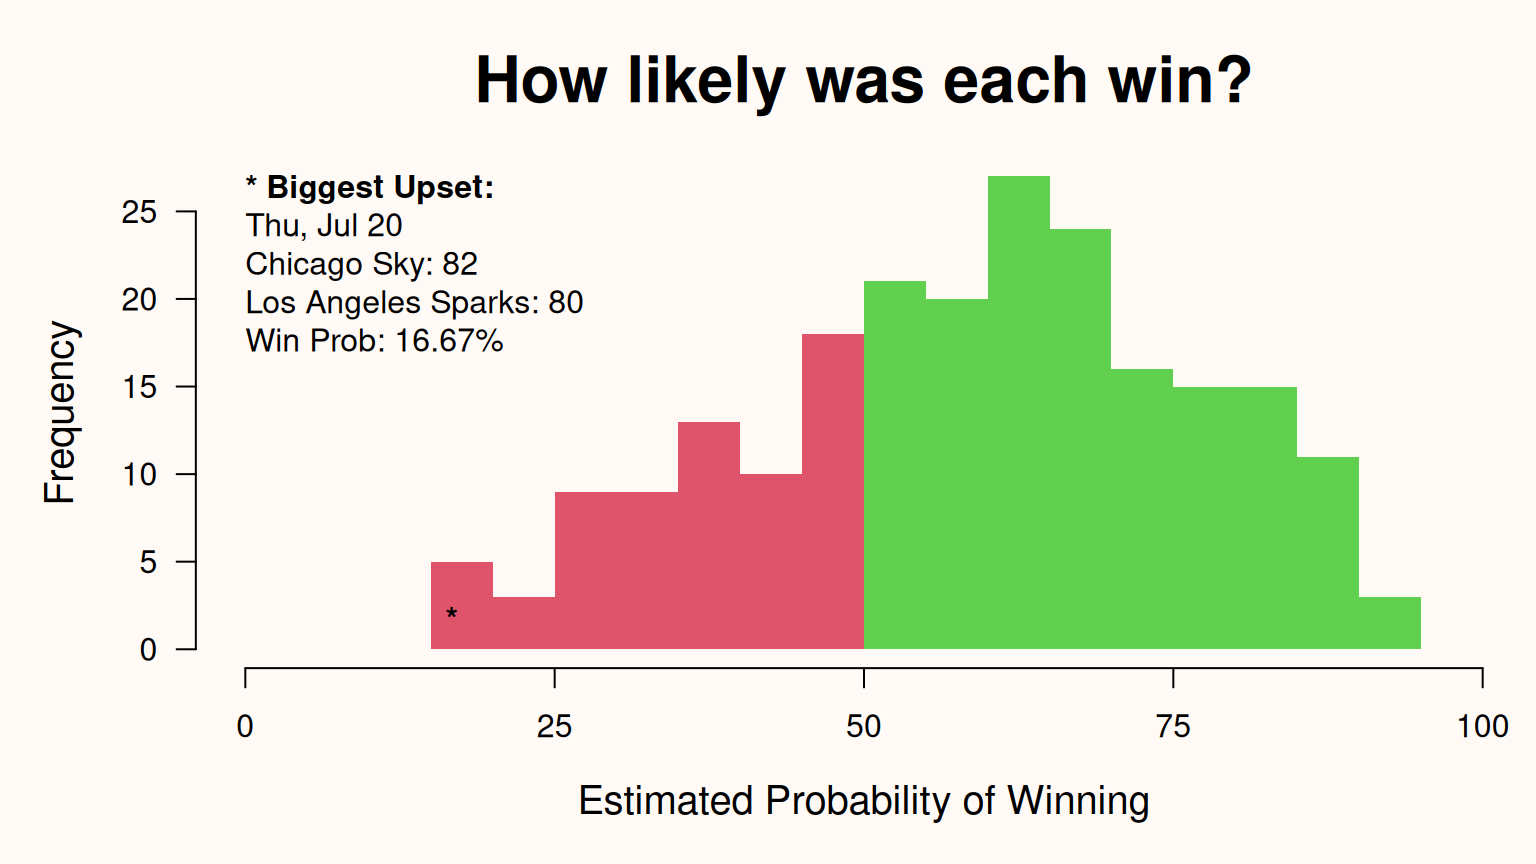 How likely was each win?
* Biggest Upset:
Thu, Jul 20
Chicago Sky: 82
Los Angeles Sparks: 80
Win Prob: 16.67%
Frequency
25
20
15
10
5
0
*
0 25 50 75 100
Estimated Probability of Winning